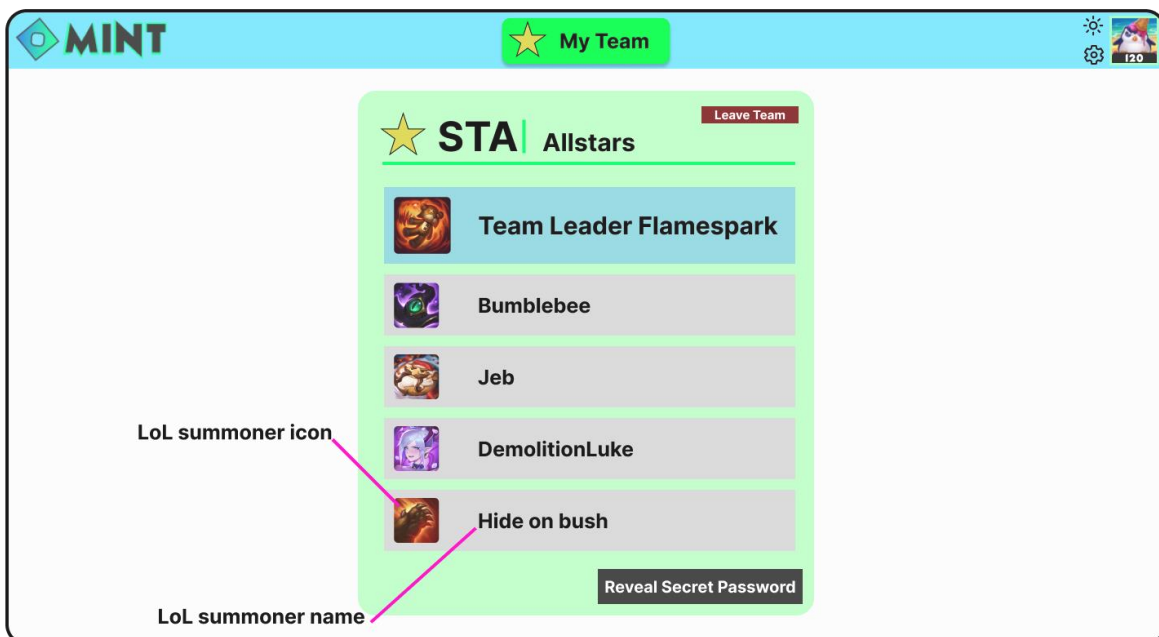 MINT
My Team
120
Leave Team
STA Allstars
Team Leader Flamespark
Bumblebee
Jeb
LoL summoner icon
DemolitionLuke
Hide on bush
Reveal Secret Password
LoL summoner name